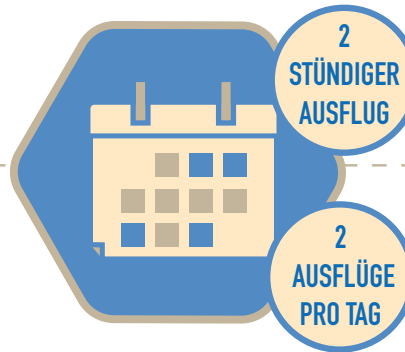 2
STÜNDIGER
AUSFLUG
2
AUSFLÜGE
PRO TAG